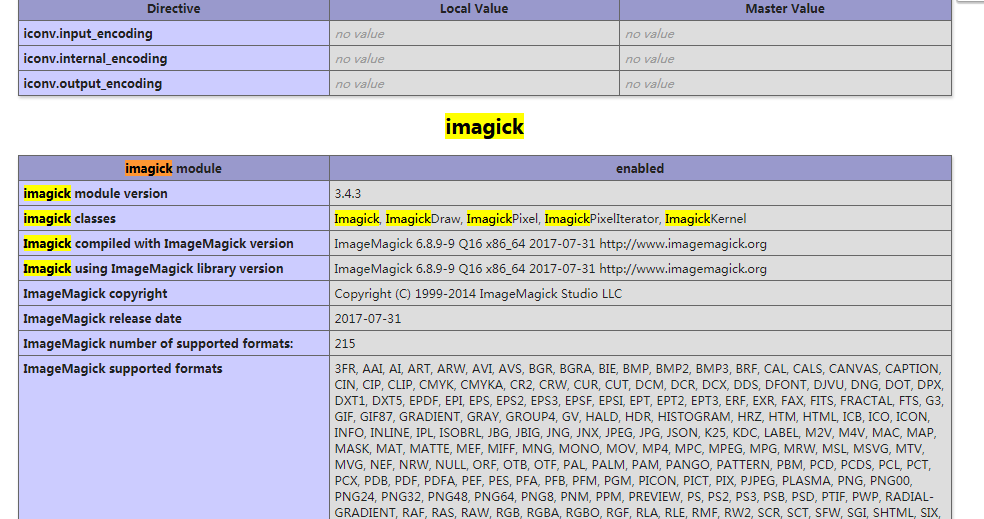 Directive Local Value Master Value
iconv.input_encoding no value no value
iconv.internal_encoding no value no value
iconv.output_encoding no value no value
imagick
imagick module enabled
imagick module version 3.4.3
imagick classes Imagick, ImagickDraw, ImagickPixel, ImagickPixelIterator, ImagickKernel
Imagick compiled with ImageMagick version ImageMagick 6.8.9-9 Q16 x86_64 2017-07-31 http://www.imagemagick.org
Imagick using ImageMagick library version ImageMagick 6.8.9-9 Q16 x86_64 2017-07-31 http://www.imagemagick.org
ImageMagick copyright Copyright (C) 1999-2014 ImageMagick Studio LLC
ImageMagick release date 2017-07-31
ImageMagick number of supported formats: 215
ImageMagick supported formats 3FR, AAI, AI, ART, ARW, AVI, AVS, BGR, BGRA, BIE, BMP, BMP2, BMP3, BRF, CAL, CALS, CANVAS, CAPTION,
CIN, CIP, CLIP, CMYK, CMYKA, CR2, CRW, CUR, CUT, DCM, DCR, DCX, DDS, DFONT, DJVU, DNG, DOT, DPX,
DXT1, DXT5, EPDF, EPI, EPS, EPS2, EPS3, EPSF, EPSI, EPT, EPT2, EPT3, ERF, EXR, FAX, FITS, FRACTAL, FTS, G3,
GIF, GIF87, GRADIENT, GRAY, GROUP4, GV, HALD, HDR, HISTOGRAM, HRZ, HTM, HTML, ICB, ICO, ICON,
INFO, INLINE, IPL, ISOBRL, JBG, JBIG, JNG, JNX, JPEG, JPG, JSON, K25, KDC, LABEL, M2V, M4V, MAC, MAP,
MASK, MAT, MATTE, MEF, MIFF, MNG, MONO, MOV, MP4, MPC, MPEG, MPG, MRW, MSL, MSVG, MTV,
MVG, NEF, NRW, NULL, ORF, OTB, OTF, PAL, PALM, PAM, PANGO, PATTERN, PBM, PCD, PCDS, PCL, PCT,
PCX, PDB, PDF, PDFA, PEF, PES, PFA, PFB, PFM, PGM, PICON, PICT, PIX, PJPEG, PLASMA, PNG, PNG00,
PNG24, PNG32, PNG48, PNG64, PNG8, PNM, PPM, PREVIEW, PS, PS2, PS3, PSB, PSD, PTIF, PWP, RADIAL-
GRADIENT, RAF, RAS, RAW, RGB, RGBA, RGBO, RGF, RLA, RLE, RMF, RW2, SCR, SCT, SFW, SGI, SHTML, SIX,